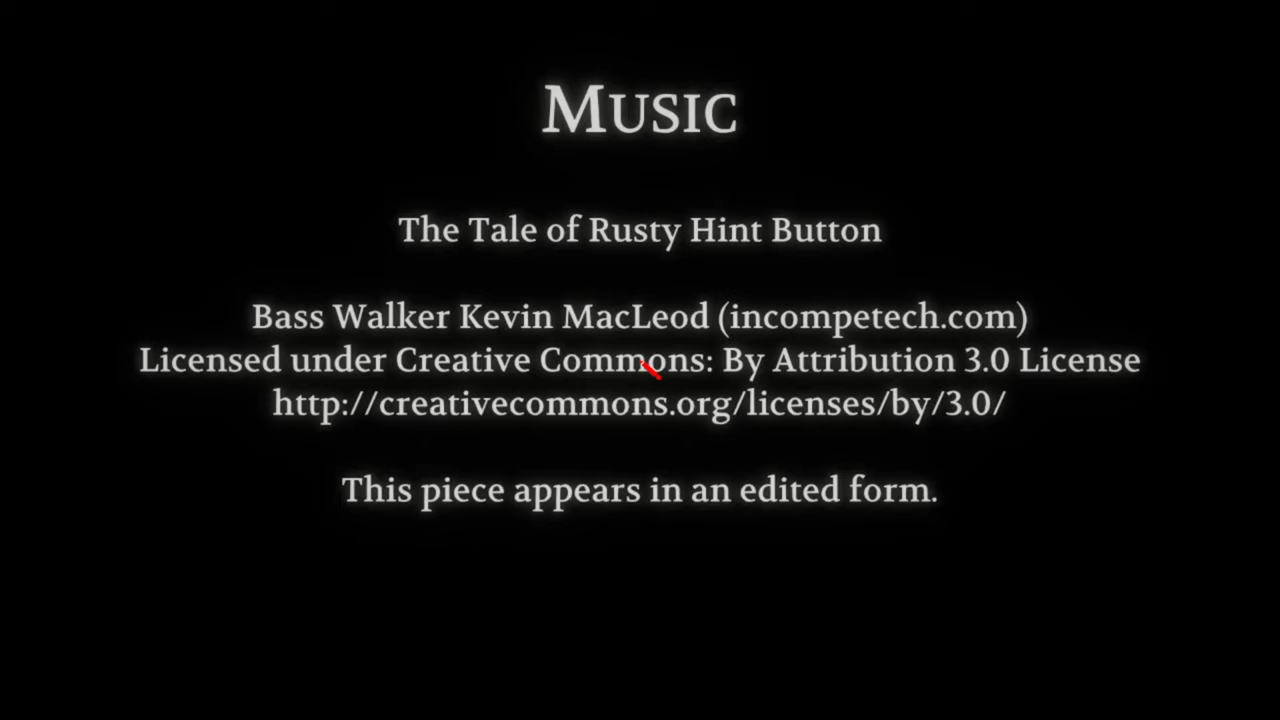 Music
The Tale of Rusty Hint Button
Bass Walker Kevin MacLeod (incompetech.com)
Licensed under Creative Commons: By Attribution 3.0 License
http://creativecommons.org/licenses/by/3.0/
This piece appears in an edited form.